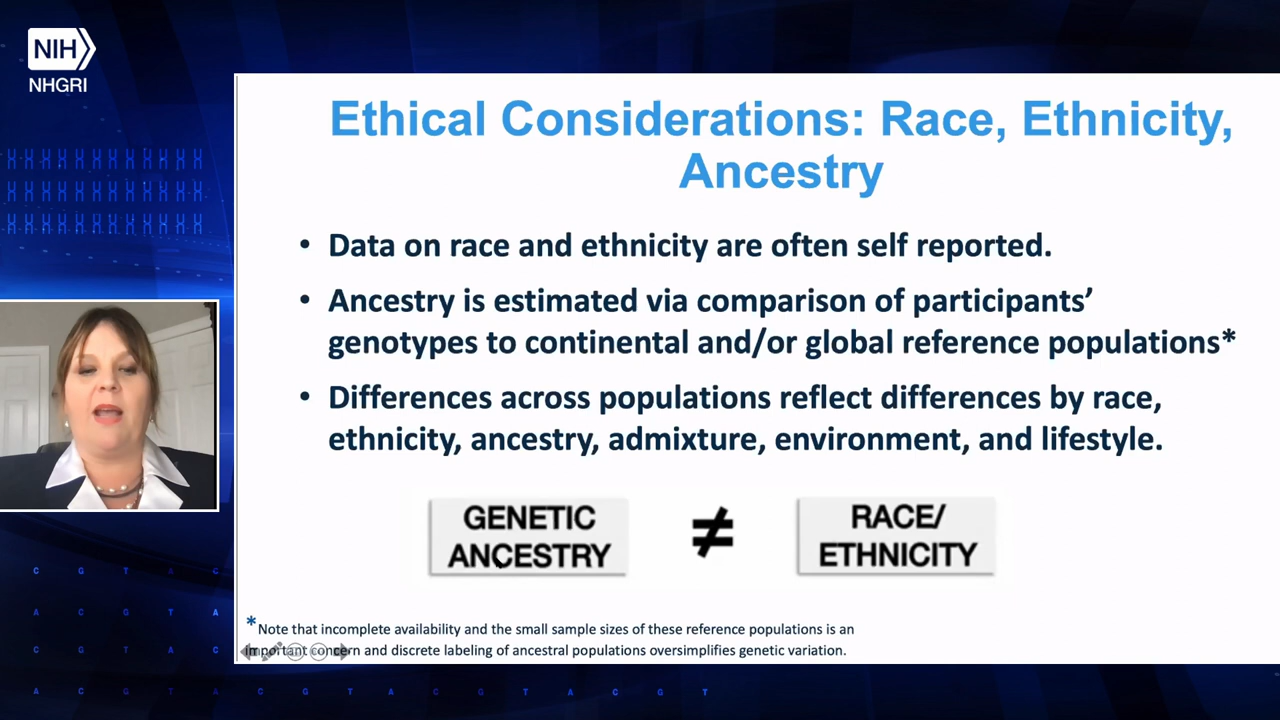 NIH
NHGRI
Ethical Considerations: Race, Ethnicity,
Ancestry
• Data on race and ethnicity are often self reported.
• Ancestry is estimated via comparison of participants’
genotypes to continental and/or global reference populations*
• Differences across populations reflect differences by race,
ethnicity, ancestry, admixture, environment, and lifestyle.
GENETIC
ANCESTRY
≠
RACE/
ETHNICITY
*Note that incomplete availability and the small sample sizes of these reference populations is an
important concern and discrete labeling of ancestral populations oversimplifies genetic variation.
C G T A C
A C G T A
C G T A C
A C G T A C G T A C G T A C G T